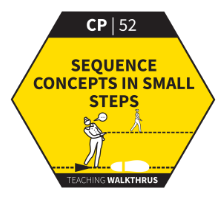 CP | 52
SEQUENCE
CONCEPTS IN SMALL
STEPS
TEACHING WALKTHRUS